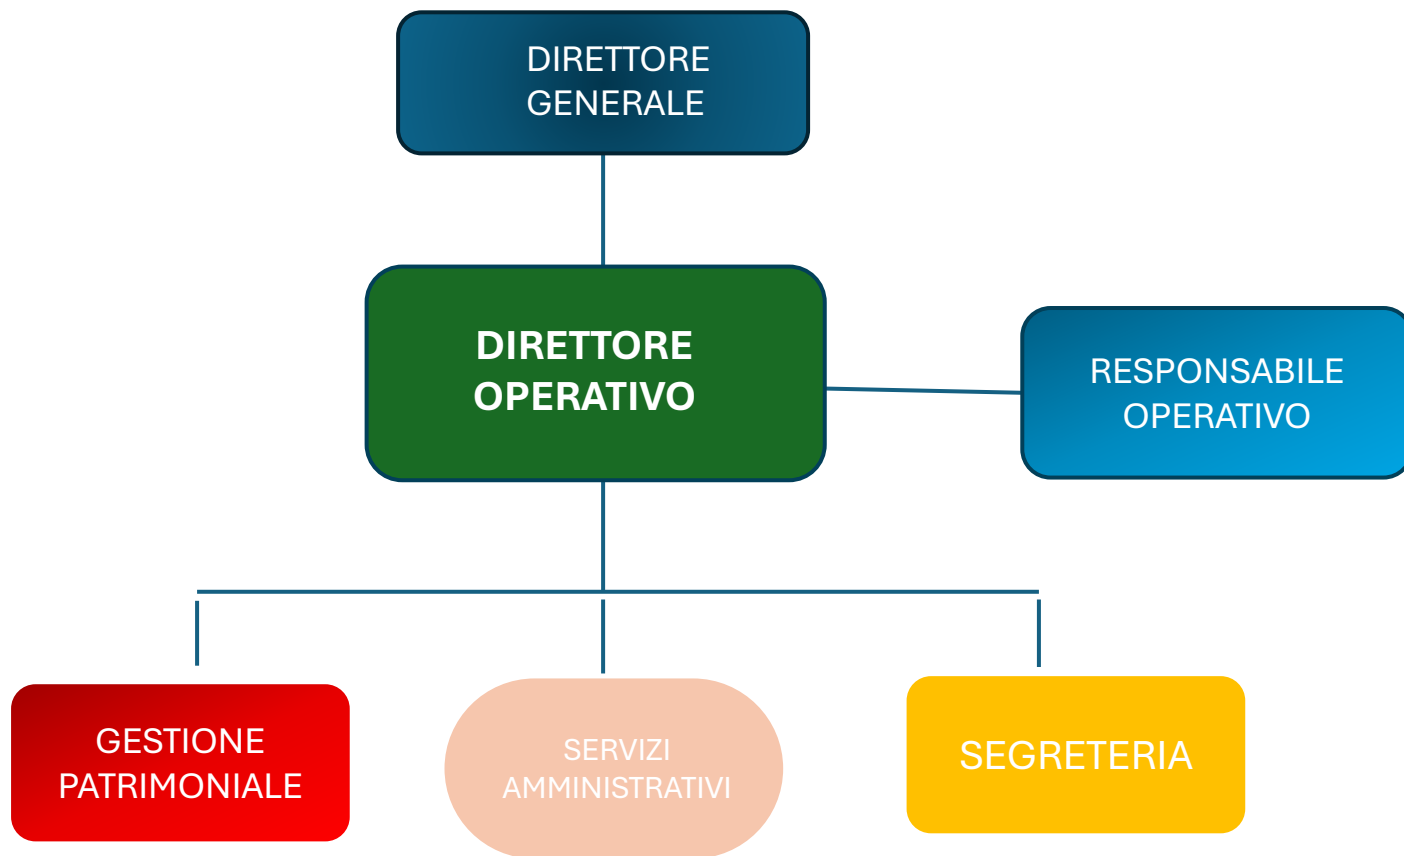 DIRETTORE
GENERALE
DIRETTORE
OPERATIVO
RESPONSABILE
OPERATIVO
GESTIONE
PATRIMONIALE
SERVIZI
AMMINISTRATIVI
SEGRETERIA